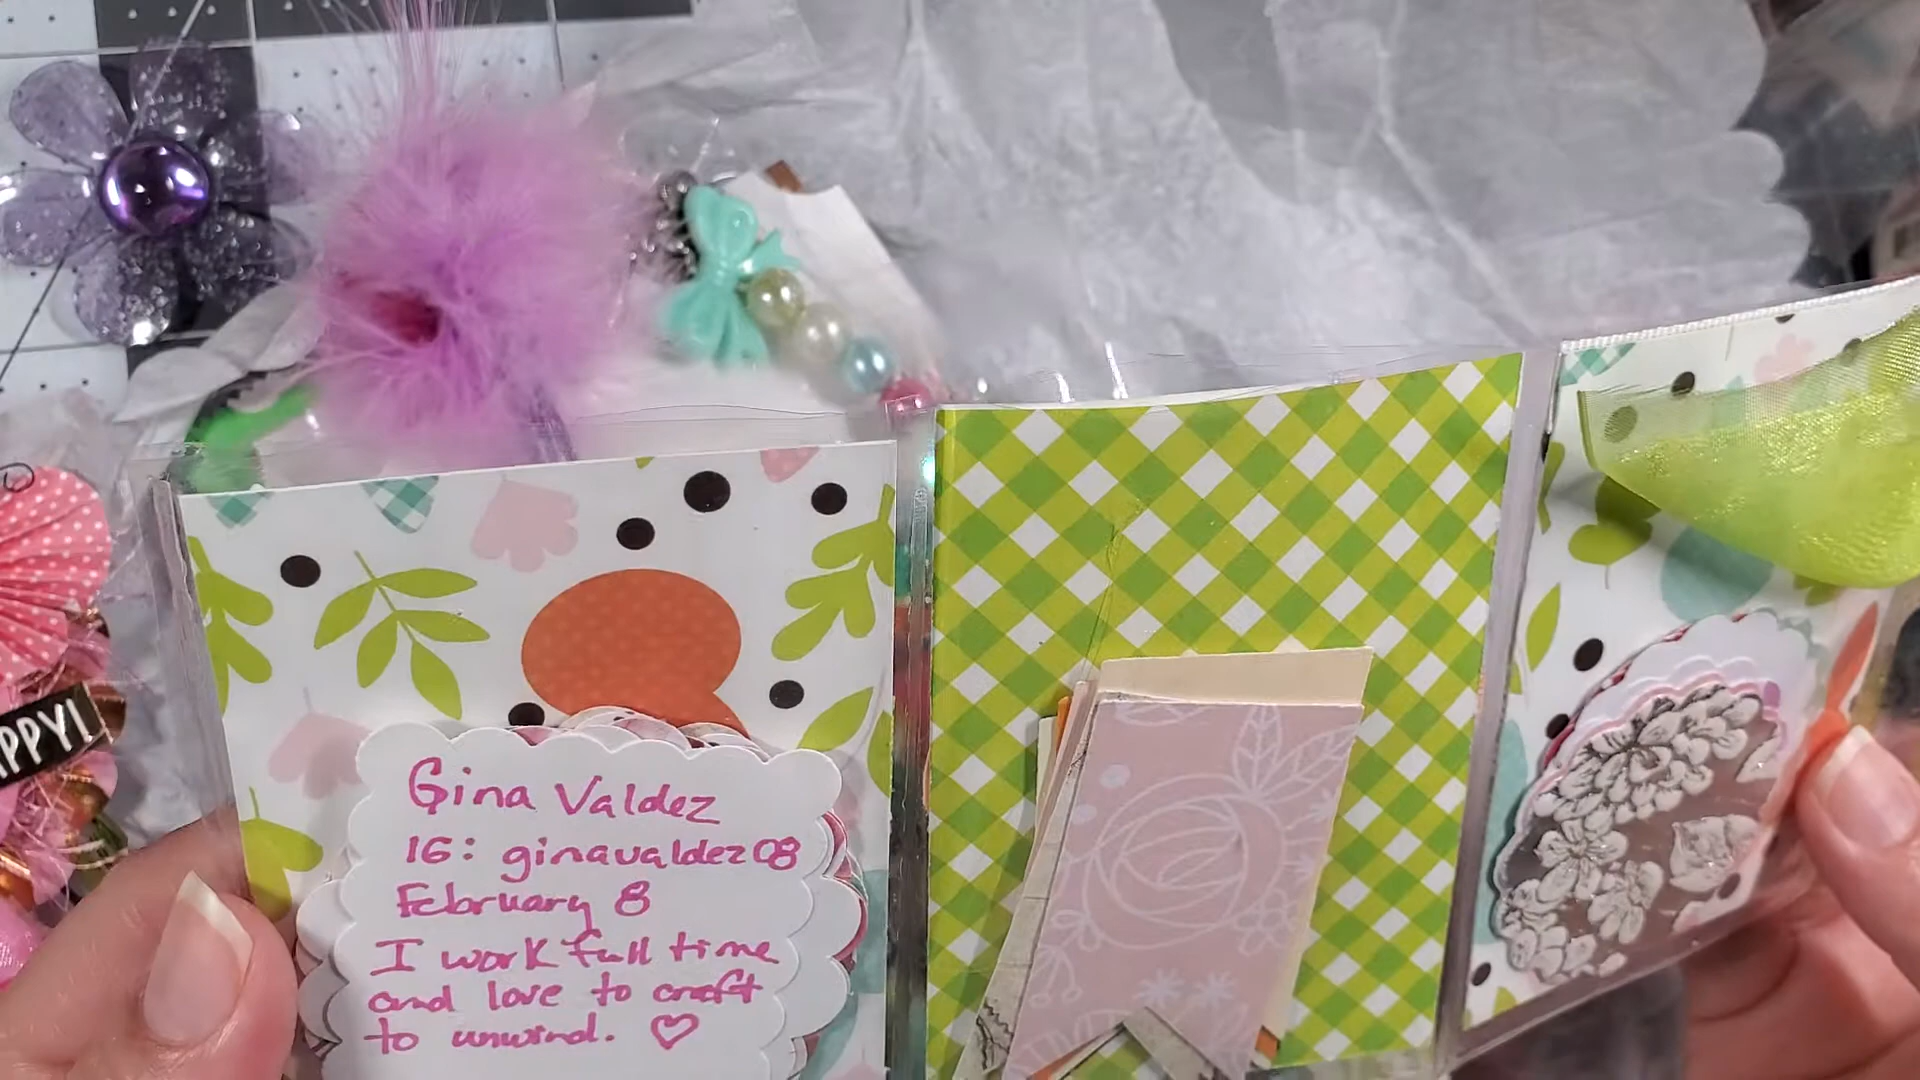 PPY!
Gina Valdez
IG: ginavaldez08
February 8
I work full time
and love to craft
to unwind. ♡